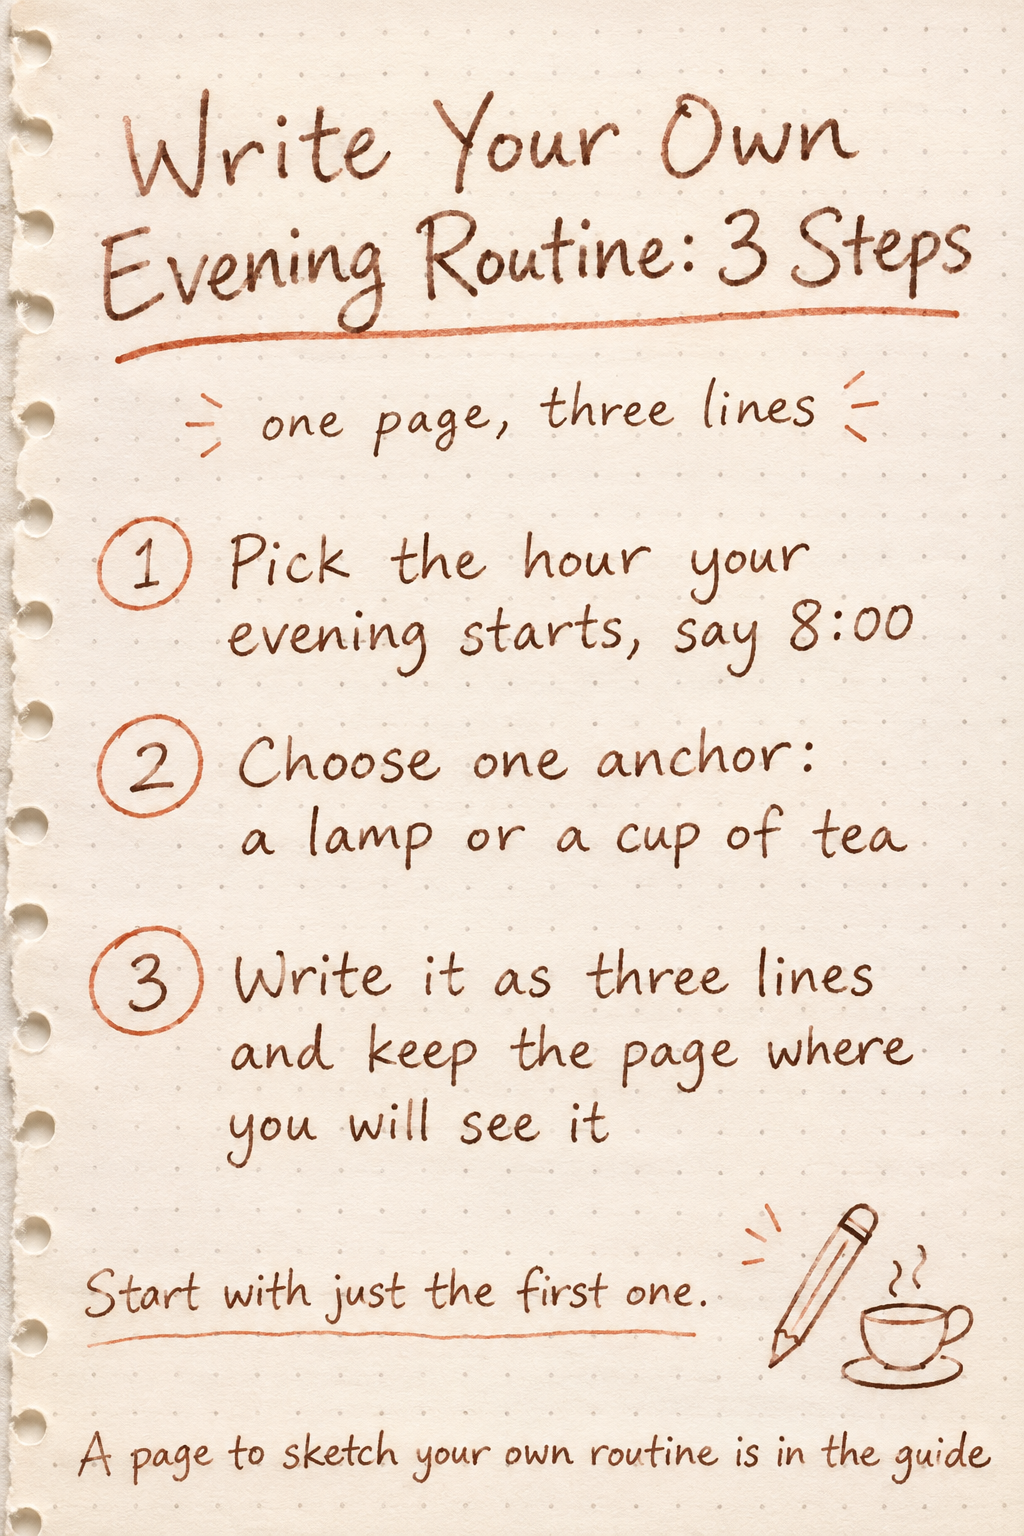 Write Your Own
Evening Routine: 3 Steps
one page, three lines
1 Pick the hour your
evening starts, say 8:00
2 Choose one anchor:
a lamp or a cup of tea
3 Write it as three lines
and keep the page where
you will see it
Start with just the first one.
A page to sketch your own routine is in the guide